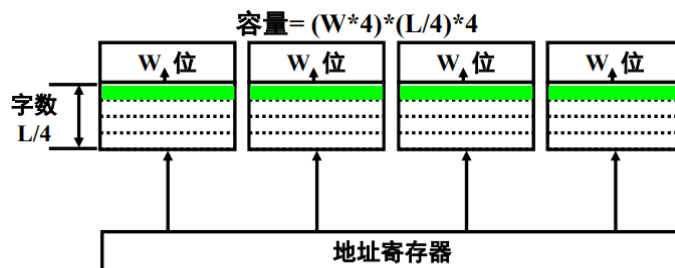 容量= (W*4)*(L/4)*4
W 位 W 位 W 位 W 位
字数
L/4
地址寄存器